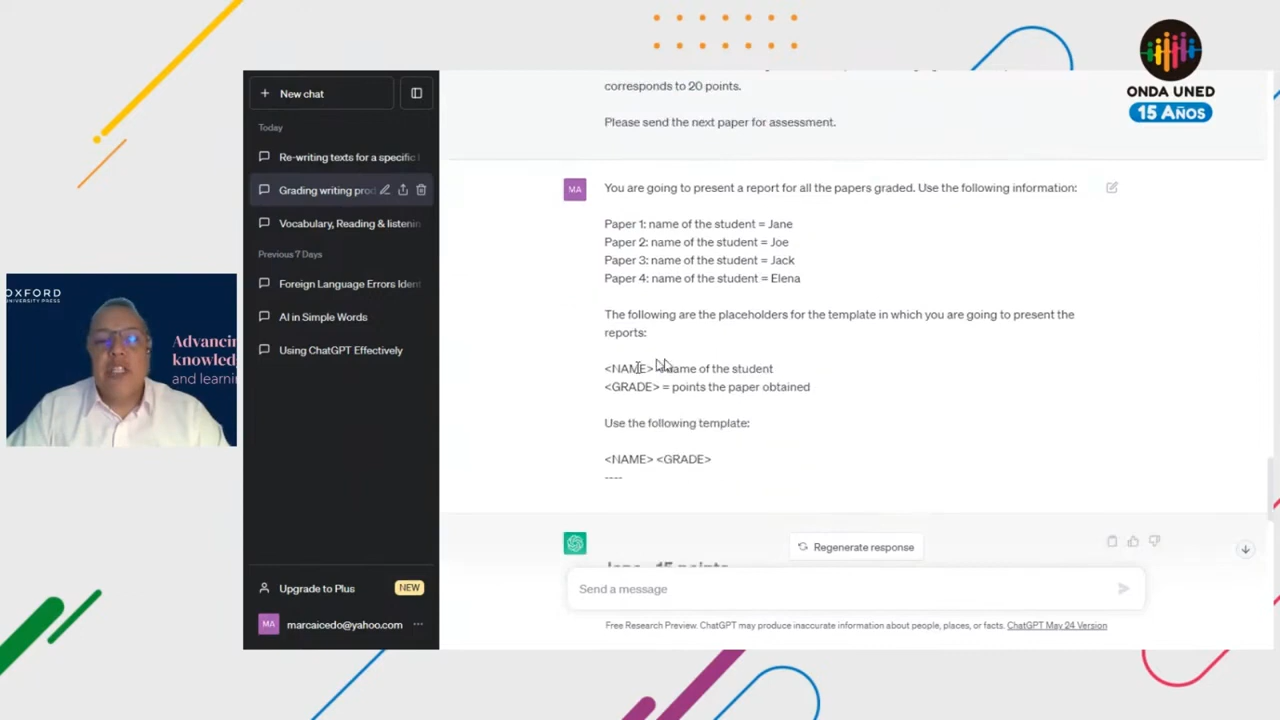 ONDA UNED
15 AÑOS
New chat
Today
Re-writing texts for a specific
Grading writing prod
Vocabulary, Reading & listenin
Previous 7 Days
Foreign Language Errors Iden
AI in Simple Words
Using ChatGPT Effectively
Upgrade to Plus
NEW
MA
marcaicedo@yahoo.com
OXFORD
UNIVERSITY PRESS
Advancin
knowled
and learnin
corresponds to 20 points.
Please send the next paper for assessment.
MA
You are going to present a report for all the papers graded. Use the following information:
Paper 1: name of the student = Jane
Paper 2: name of the student = Joe
Paper 3: name of the student = Jack
Paper 4: name of the student = Elena
The following are the placeholders for the template in which you are going to present the
reports:
<NAME> = name of the student
<GRADE> = points the paper obtained
Use the following template:
<NAME> <GRADE>
----
Regenerate response
Send a message
Free Research Preview. ChatGPT may produce inaccurate information about people, places, or facts. ChatGPT May 24 Version